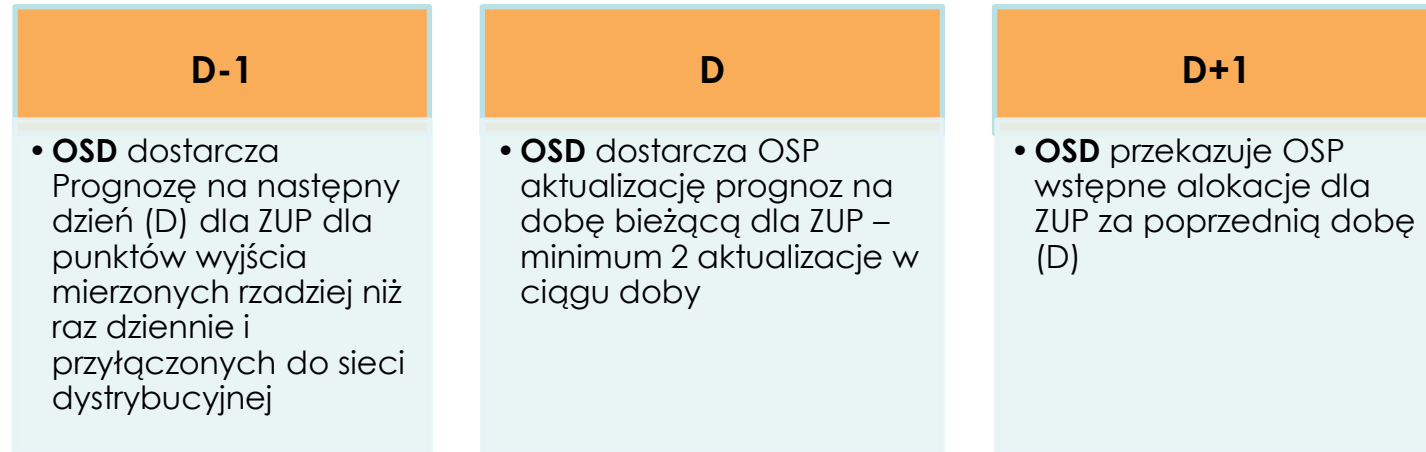 D-1
• OSD dostarcza
Prognozę na następny
dzień (D) dla ZUP dla
punktów wyjścia
mierzonych rzadziej niż
raz dziennie i
przyłączonych do sieci
dystrybucyjnej
D
• OSD dostarcza OSP
aktualizację prognoz na
dobę bieżącą dla ZUP –
minimum 2 aktualizacje w
ciągu doby
D+1
• OSD przekazuje OSP
wstępne alokacje dla
ZUP za poprzednią dobę
(D)